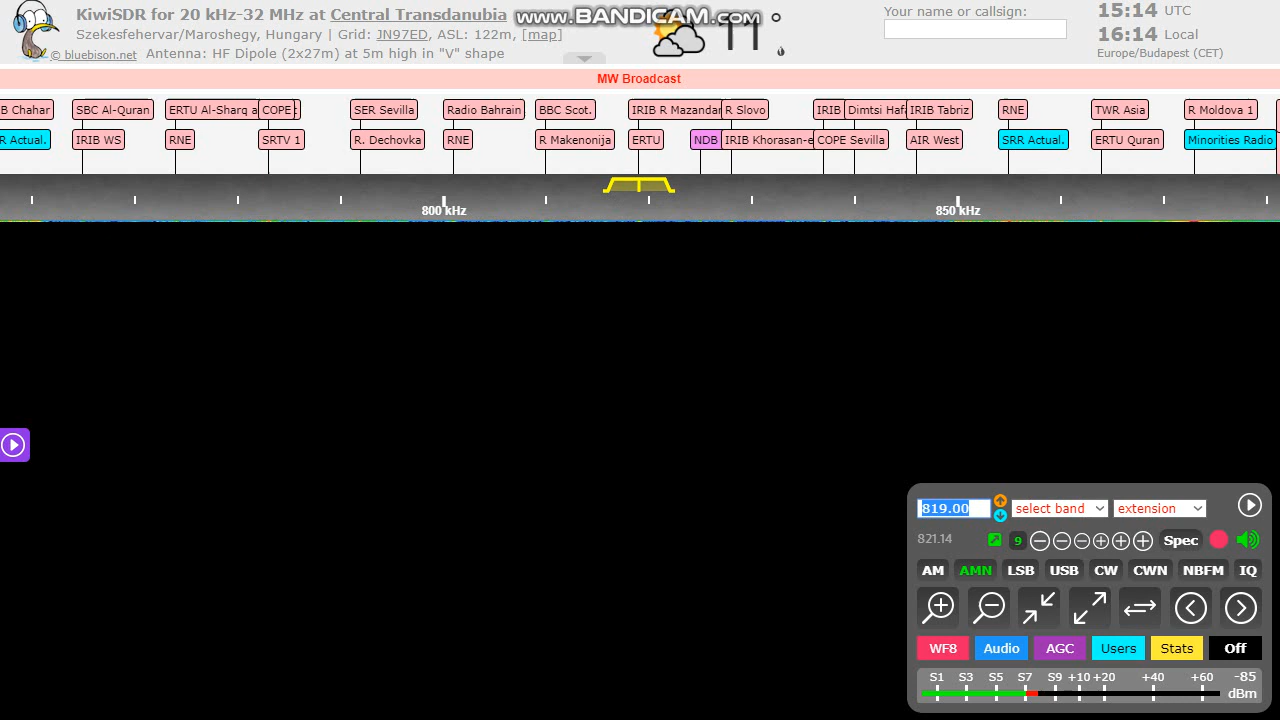 KiwiSDR for 20 kHz-32 MHz at Central Transdanubia
Szekesfehervar/Maroshegy, Hungary | Grid: JN97ED, ASL: 122m, [map]
© bluebison.net Antenna: HF Dipole (2x27m) at 5m high in "V" shape
www.BANDICAM.com
11 °
Your name or callsign:
15:14 UTC
16:14 Local
Europe/Budapest (CET)
MW Broadcast
B Chahar SBC Al-Quran ERTU Al-Sharq a COPE SER Sevilla Radio Bahrain BBC Scot. IRIB R Mazandar R Slovo IRIB Dimtsi Hafa IRIB Tabriz RNE TWR Asia R Moldova 1
R Actual. IRIB WS RNE SRTV 1 R. Dechovka RNE R Makenonija ERTU NDB IRIB Khorasan-e COPE Sevilla AIR West SRR Actual. ERTU Quran Minorities Radio
800 kHz 850 kHz
819.00 select band extension
821.14 9 Spec
AM AMN LSB USB CW CWN NBFM IQ
WF8 Audio AGC Users Stats Off
S1 S3 S5 S7 S9 +10 +20 +40 +60 -85
dBm